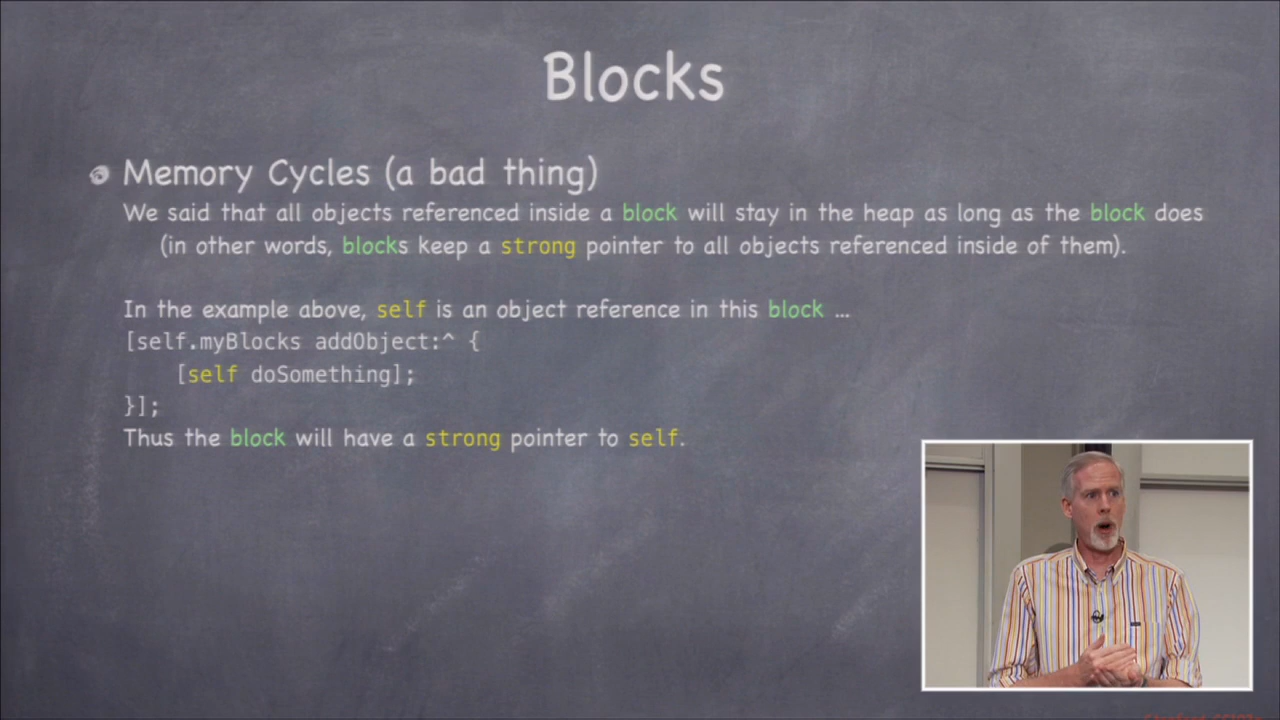 Blocks
Memory Cycles (a bad thing)
We said that all objects referenced inside a block will stay in the heap as long as the block does
(in other words, blocks keep a strong pointer to all objects referenced inside of them).
In the example above, self is an object reference in this block ...
[self.myBlocks addObject:^ {
[self doSomething];
}];
Thus the block will have a strong pointer to self.